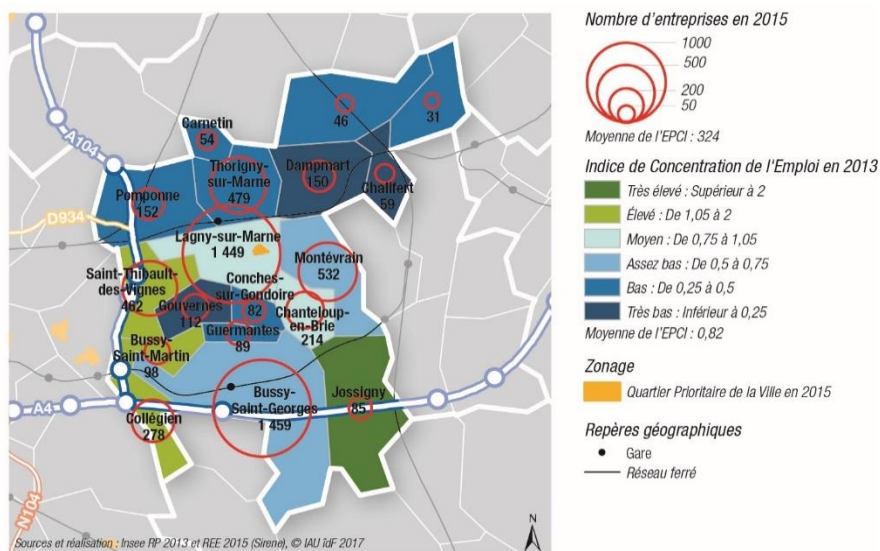 Nombre d'entreprises en 2015
1000
500
200
50
Moyenne de l'EPCI : 324
Indice de Concentration de l'Emploi en 2013
Très élevé : Supérieur à 2
Élevé : De 1,05 à 2
Moyen : De 0,75 à 1,05
Assez bas : De 0,5 à 0,75
Bas : De 0,25 à 0,5
Très bas : Inférieur à 0,25
Moyenne de l'EPCI : 0,82
Zonage
Quartier Prioritaire de la Ville en 2015
Repères géographiques
Gare
Réseau ferré
A104
D934
A4
N104
46
31
Carnetin
54
Thorigny-
sur-Marne
479
Dampmart
150
Chalifert
59
Pomponne
152
Lagny-sur-Marne
1 449
Montévrain
532
Saint-Thibault-
des-Vignes
462
Conches-
sur-Gondoire
82
Gouvernes
112
Chanteloup-
en-Brie
214
Guermantes
89
Bussy-
Saint-Martin
98
Bussy-
Saint-Georges
1 459
Jossigny
85
Collégien
278
N
Sources et réalisation : Insee RP 2013 et REE 2015 (Sirene), © IAU îdF 2017